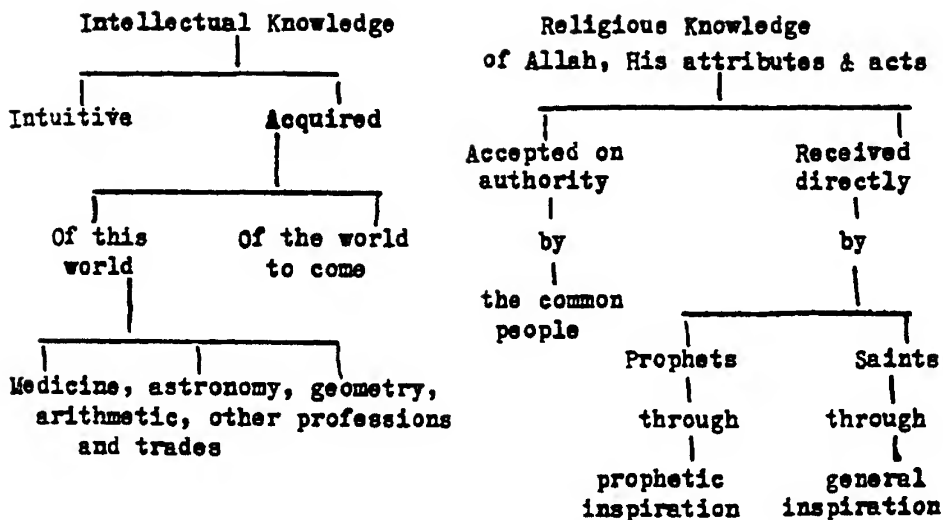 Intellectual Knowledge
Intuitive
Acquired
Of this
world
Of the world
to come
Medicine, astronomy, geometry,
arithmetic, other professions
and trades
Religious Knowledge
of Allah, His attributes & acts
Accepted on
authority
by
the common
people
Received
directly
by
Prophets
through
prophetic
inspiration
Saints
through
general
inspiration